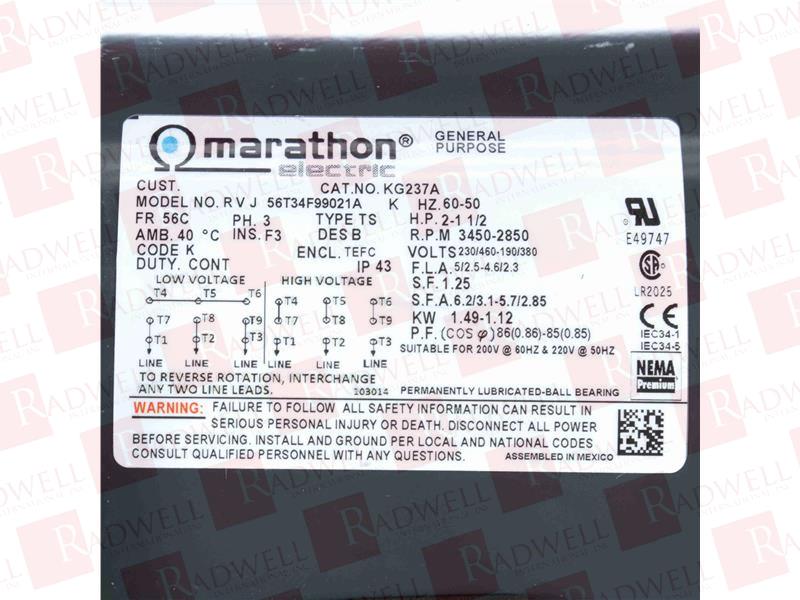 marathon®
electric
GENERAL
PURPOSE
CUST. CAT.NO. KG237A
MODEL NO. R V J 56T34F99021A K HZ. 60-50
FR 56C PH. 3 TYPE TS H.P. 2-1 1/2
AMB. 40 °C INS. F3 DES B R.P.M 3450-2850
CODE K ENCL. TEFC VOLTS 230/460-190/380
DUTY. CONT IP 43 F.L.A. 5/2.5-4.6/2.3
S.F. 1.25
S.F.A. 6.2/3.1-5.7/2.85
KW 1.49-1.12
P.F. (COS φ) 86(0.86)-85(0.85)
SUITABLE FOR 200V @ 60HZ & 220V @ 50HZ
LOW VOLTAGE HIGH VOLTAGE
T4 T5 T6 T4 T5 T6
T7 T8 T9 T7 T8 T9
T1 T2 T3 T1 T2 T3
LINE LINE LINE LINE LINE LINE
TO REVERSE ROTATION, INTERCHANGE
ANY TWO LINE LEADS. 103014 PERMANENTLY LUBRICATED-BALL BEARING
E49747
LR2025
CE
IEC34-1
IEC34-5
NEMA
Premium
WARNING: FAILURE TO FOLLOW ALL SAFETY INFORMATION CAN RESULT IN
SERIOUS PERSONAL INJURY OR DEATH. DISCONNECT ALL POWER
BEFORE SERVICING. INSTALL AND GROUND PER LOCAL AND NATIONAL CODES
CONSULT QUALIFIED PERSONNEL WITH ANY QUESTIONS. ASSEMBLED IN MEXICO
RADWELL
INTERNATIONAL, INC.